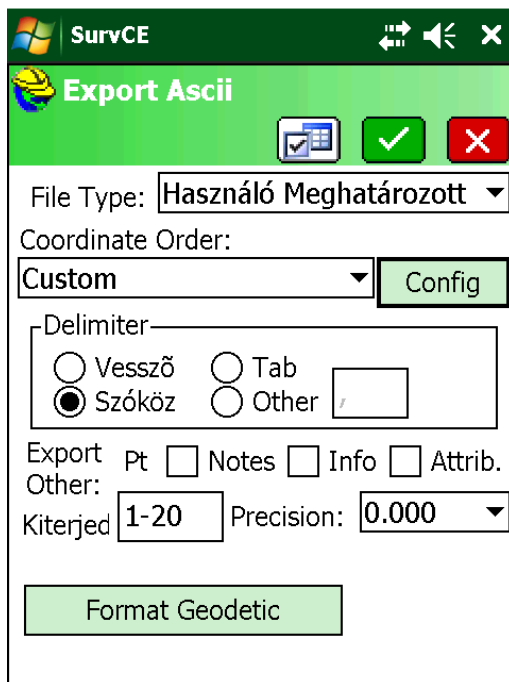 SurvCE
Export Ascii
File Type: Használó Meghatározott
Coordinate Order:
Custom Config
Delimiter
Vesszõ Tab
Szóköz Other ,
Export Other: Pt Notes Info Attrib.
Kiterjed 1-20 Precision: 0.000
Format Geodetic